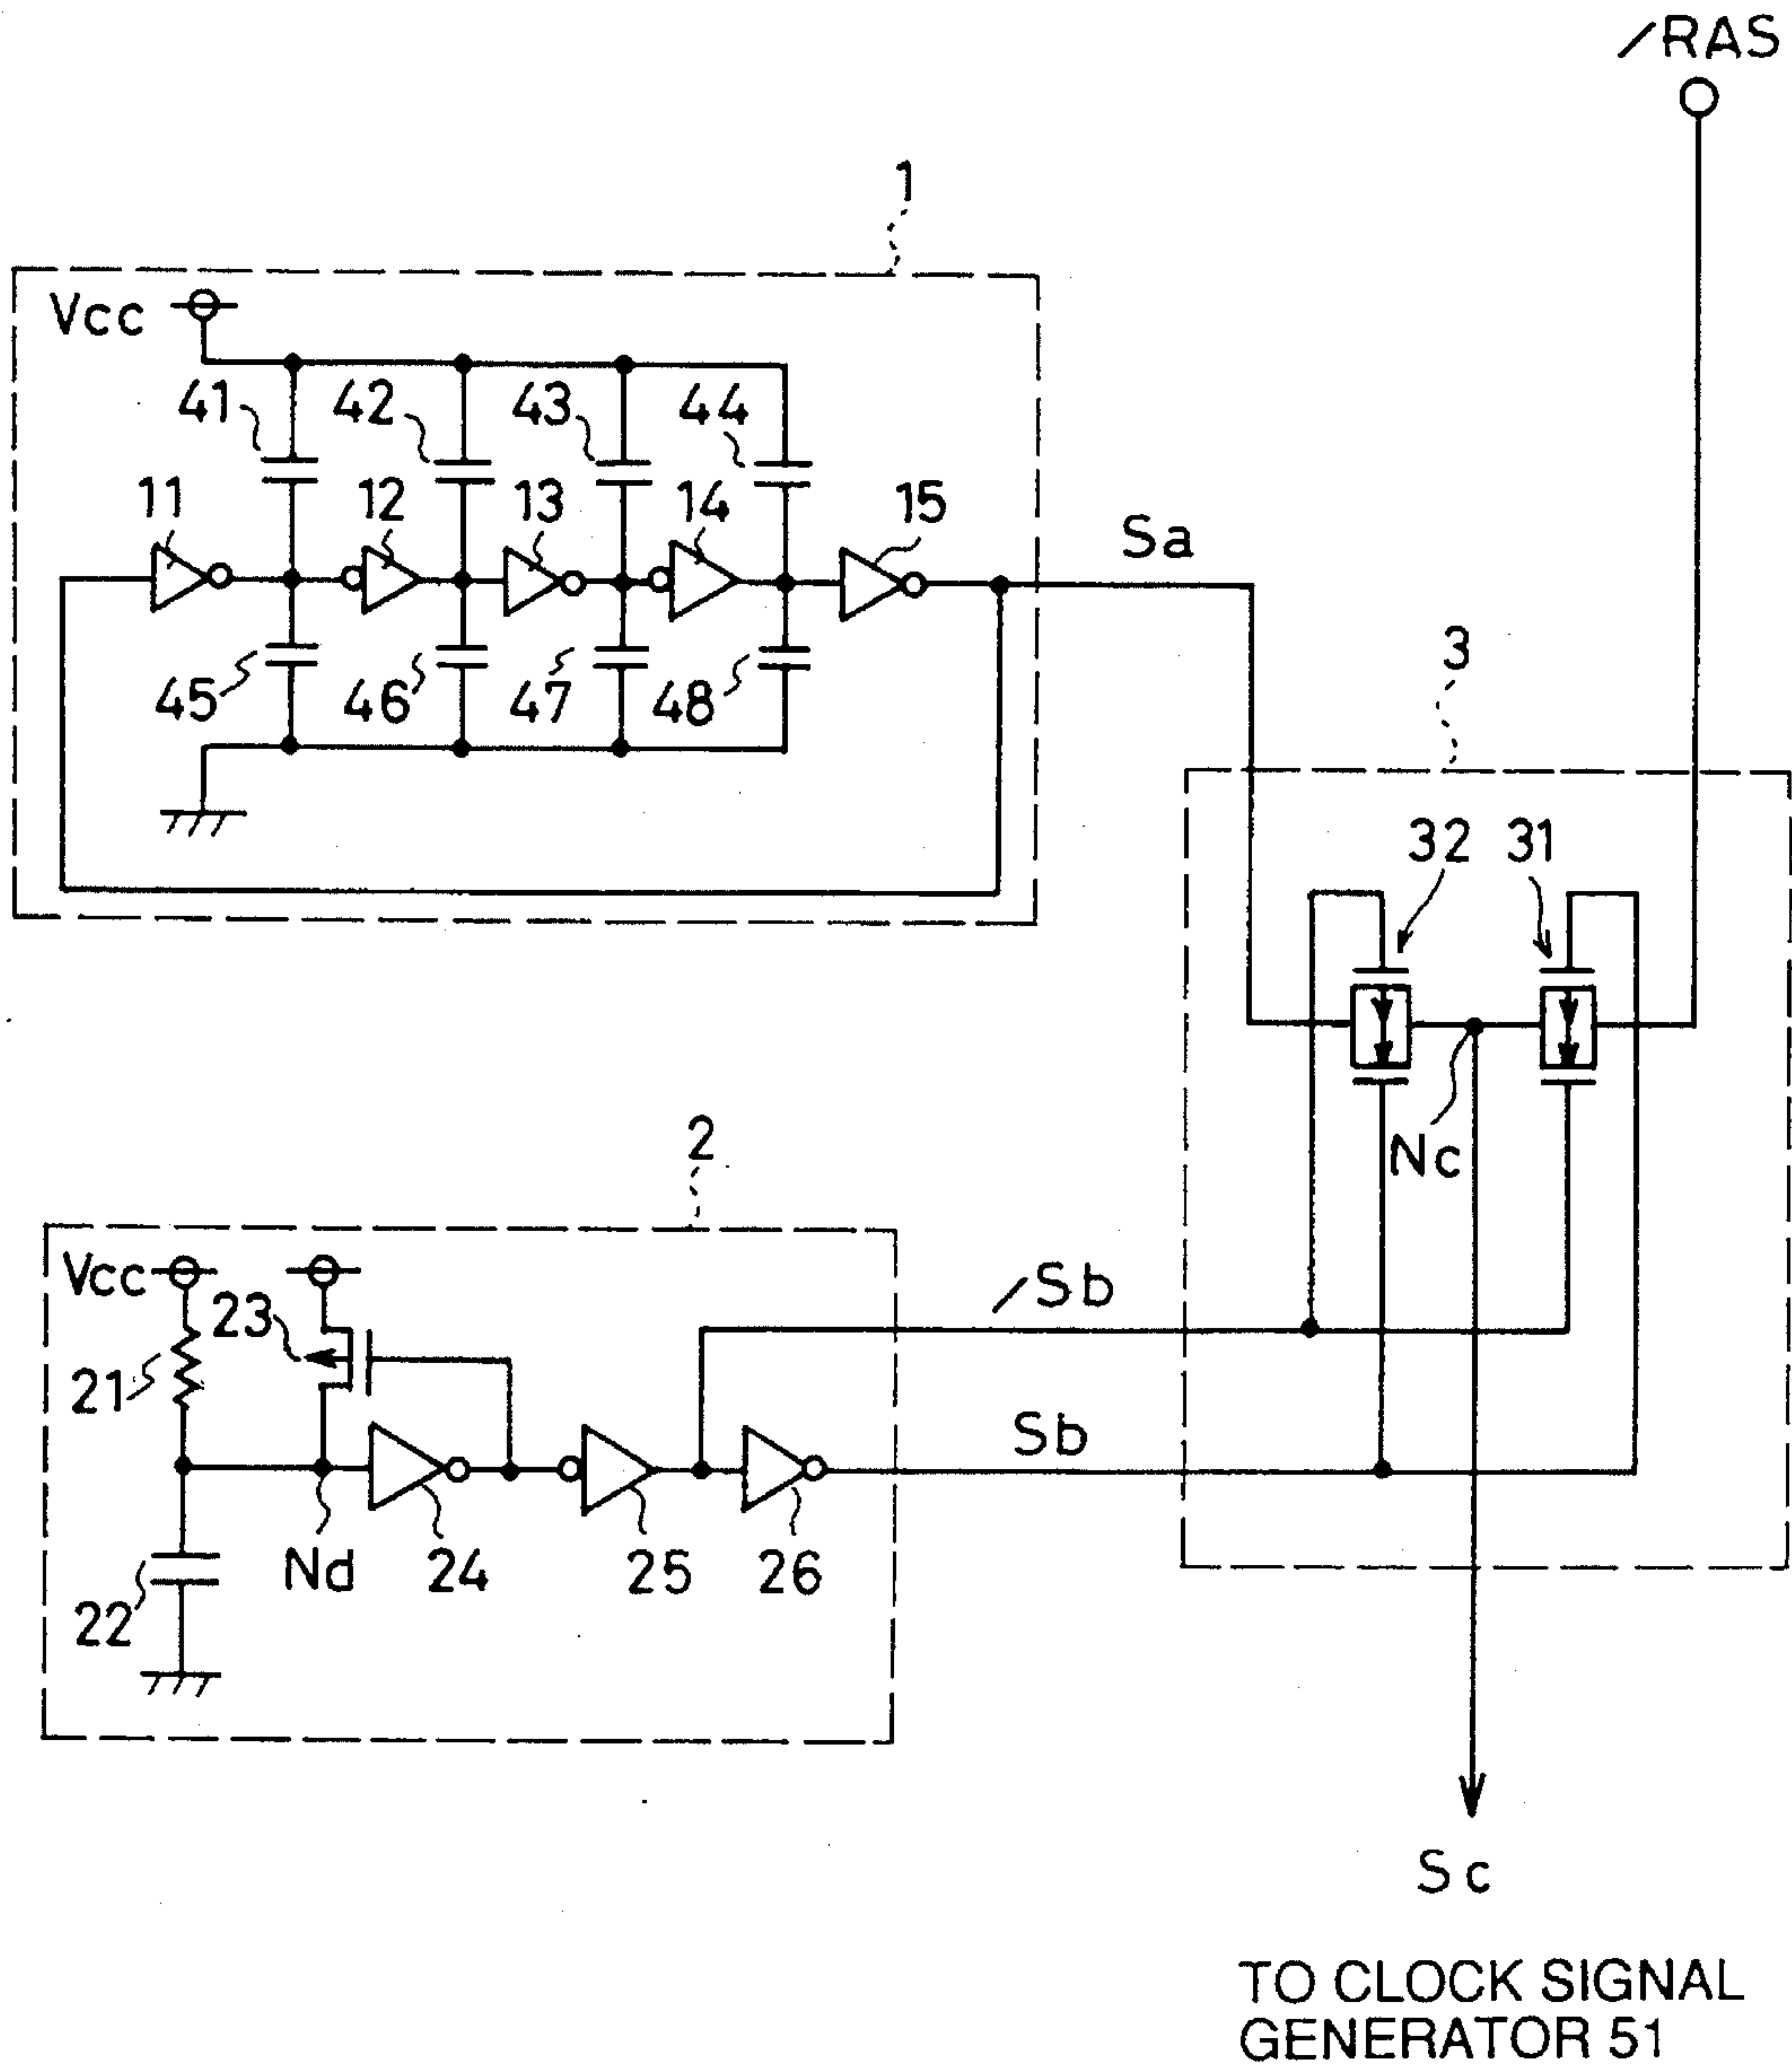 /RAS
1
Vcc
41 42 43 44
11 12 13 14 15
Sa
45 46 47 48
3
32 31
Nc
2
Vcc
23
21
/Sb
Sb
Nd 24 25 26
22
Sc
TO CLOCK SIGNAL
GENERATOR 51